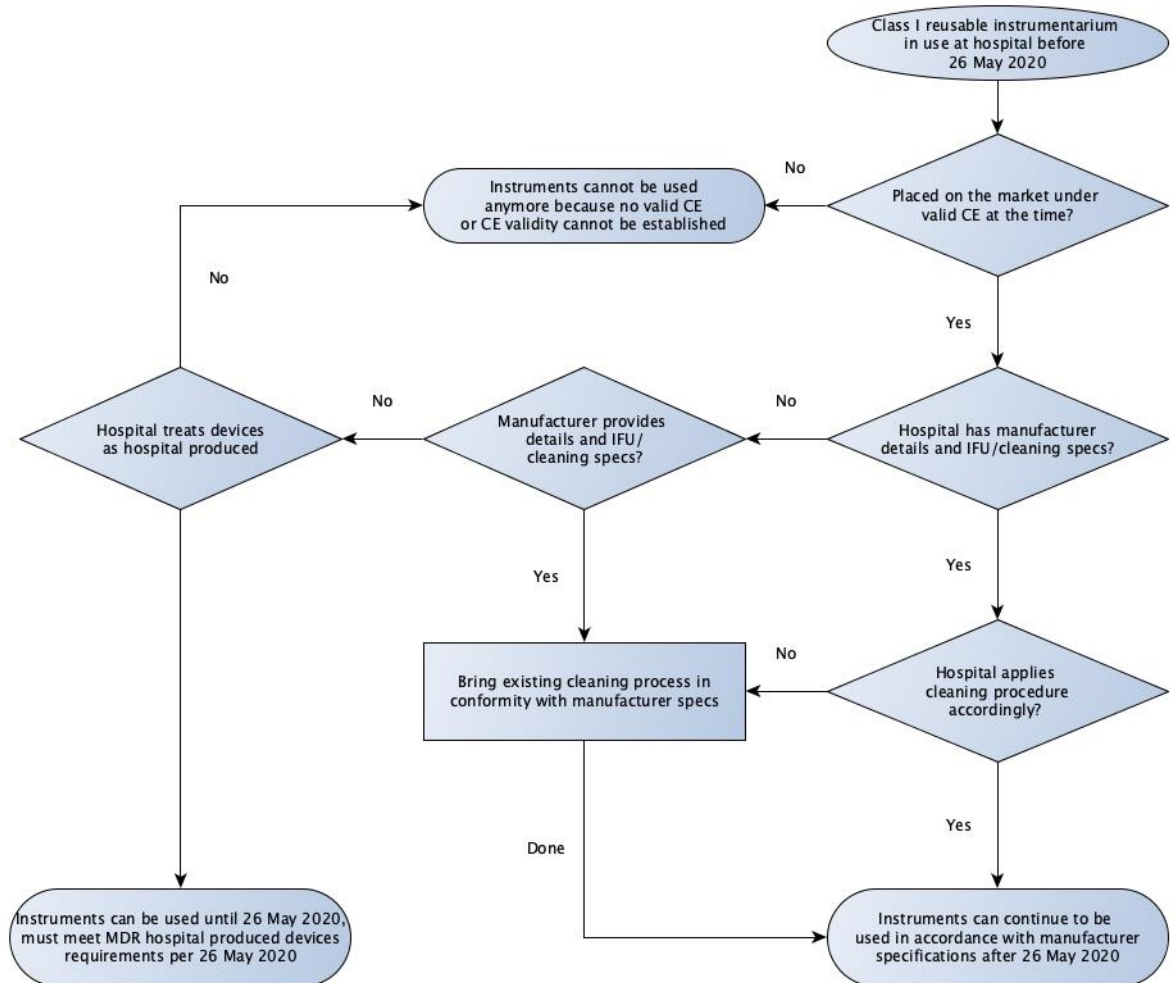 Class I reusable instrumentarium
in use at hospital before
26 May 2020
No
Instruments cannot be used
anymore because no valid CE
or CE validity cannot be established
Placed on the market under
valid CE at the time?
No
Yes
Hospital treats devices
as hospital produced
No
Manufacturer provides
details and IFU/
cleaning specs?
No
Hospital has manufacturer
details and IFU/cleaning specs?
Yes
Yes
Bring existing cleaning process in
conformity with manufacturer specs
No
Hospital applies
cleaning procedure
accordingly?
Done
Yes
Instruments can be used until 26 May 2020,
must meet MDR hospital produced devices
requirements per 26 May 2020
Instruments can continue to be
used in accordance with manufacturer
specifications after 26 May 2020